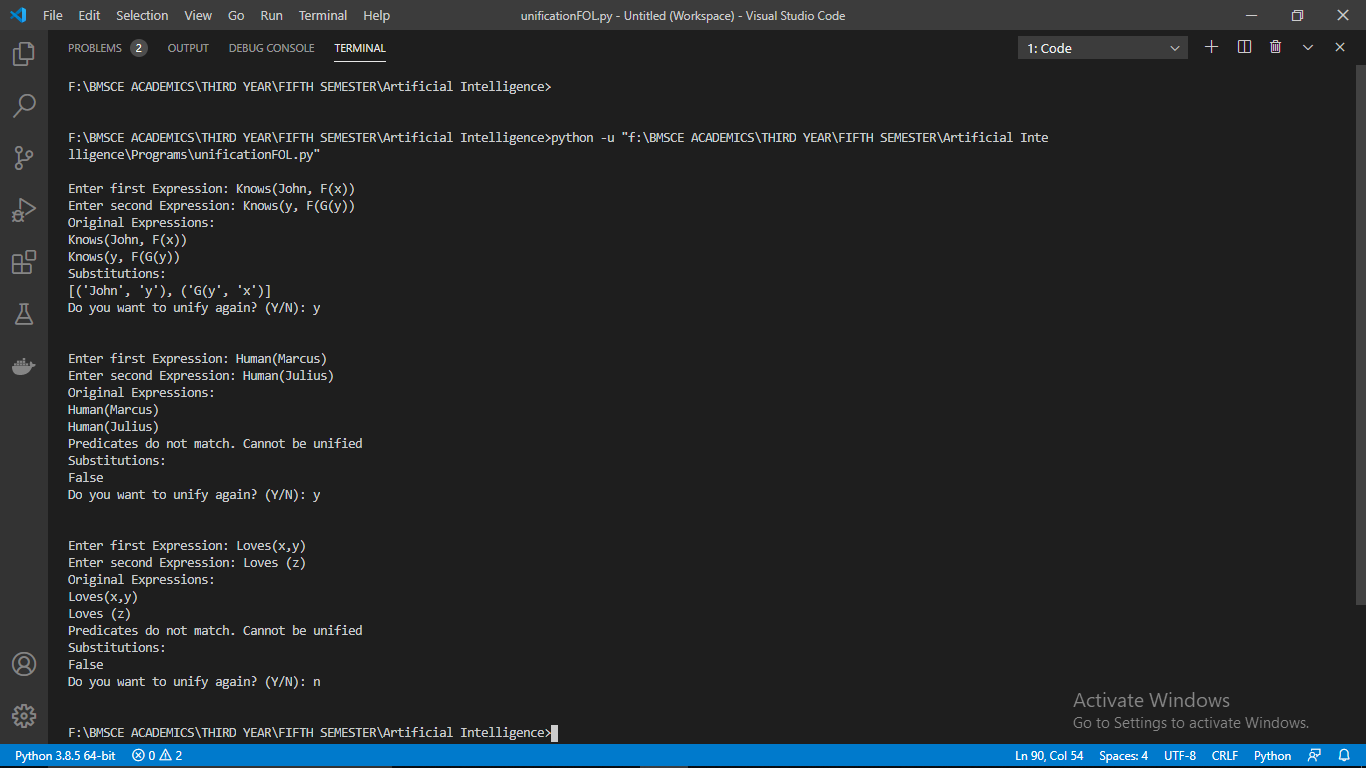 File Edit Selection View Go Run Terminal Help unificationFOL.py - Untitled (Workspace) - Visual Studio Code
PROBLEMS 2 OUTPUT DEBUG CONSOLE TERMINAL 1: Code
F:\BMSCE ACADEMICS\THIRD YEAR\FIFTH SEMESTER\Artificial Intelligence>
F:\BMSCE ACADEMICS\THIRD YEAR\FIFTH SEMESTER\Artificial Intelligence>python -u "f:\BMSCE ACADEMICS\THIRD YEAR\FIFTH SEMESTER\Artificial Inte
lligence\Programs\unificationFOL.py"
Enter first Expression: Knows(John, F(x))
Enter second Expression: Knows(y, F(G(y))
Original Expressions:
Knows(John, F(x))
Knows(y, F(G(y))
Substitutions:
[('John', 'y'), ('G(y', 'x')]
Do you want to unify again? (Y/N): y
Enter first Expression: Human(Marcus)
Enter second Expression: Human(Julius)
Original Expressions:
Human(Marcus)
Human(Julius)
Predicates do not match. Cannot be unified
Substitutions:
False
Do you want to unify again? (Y/N): y
Enter first Expression: Loves(x,y)
Enter second Expression: Loves (z)
Original Expressions:
Loves(x,y)
Loves (z)
Predicates do not match. Cannot be unified
Substitutions:
False
Do you want to unify again? (Y/N): n
F:\BMSCE ACADEMICS\THIRD YEAR\FIFTH SEMESTER\Artificial Intelligence>
Activate Windows
Go to Settings to activate Windows.
Python 3.8.5 64-bit 0 2 Ln 90, Col 54 Spaces: 4 UTF-8 CRLF Python